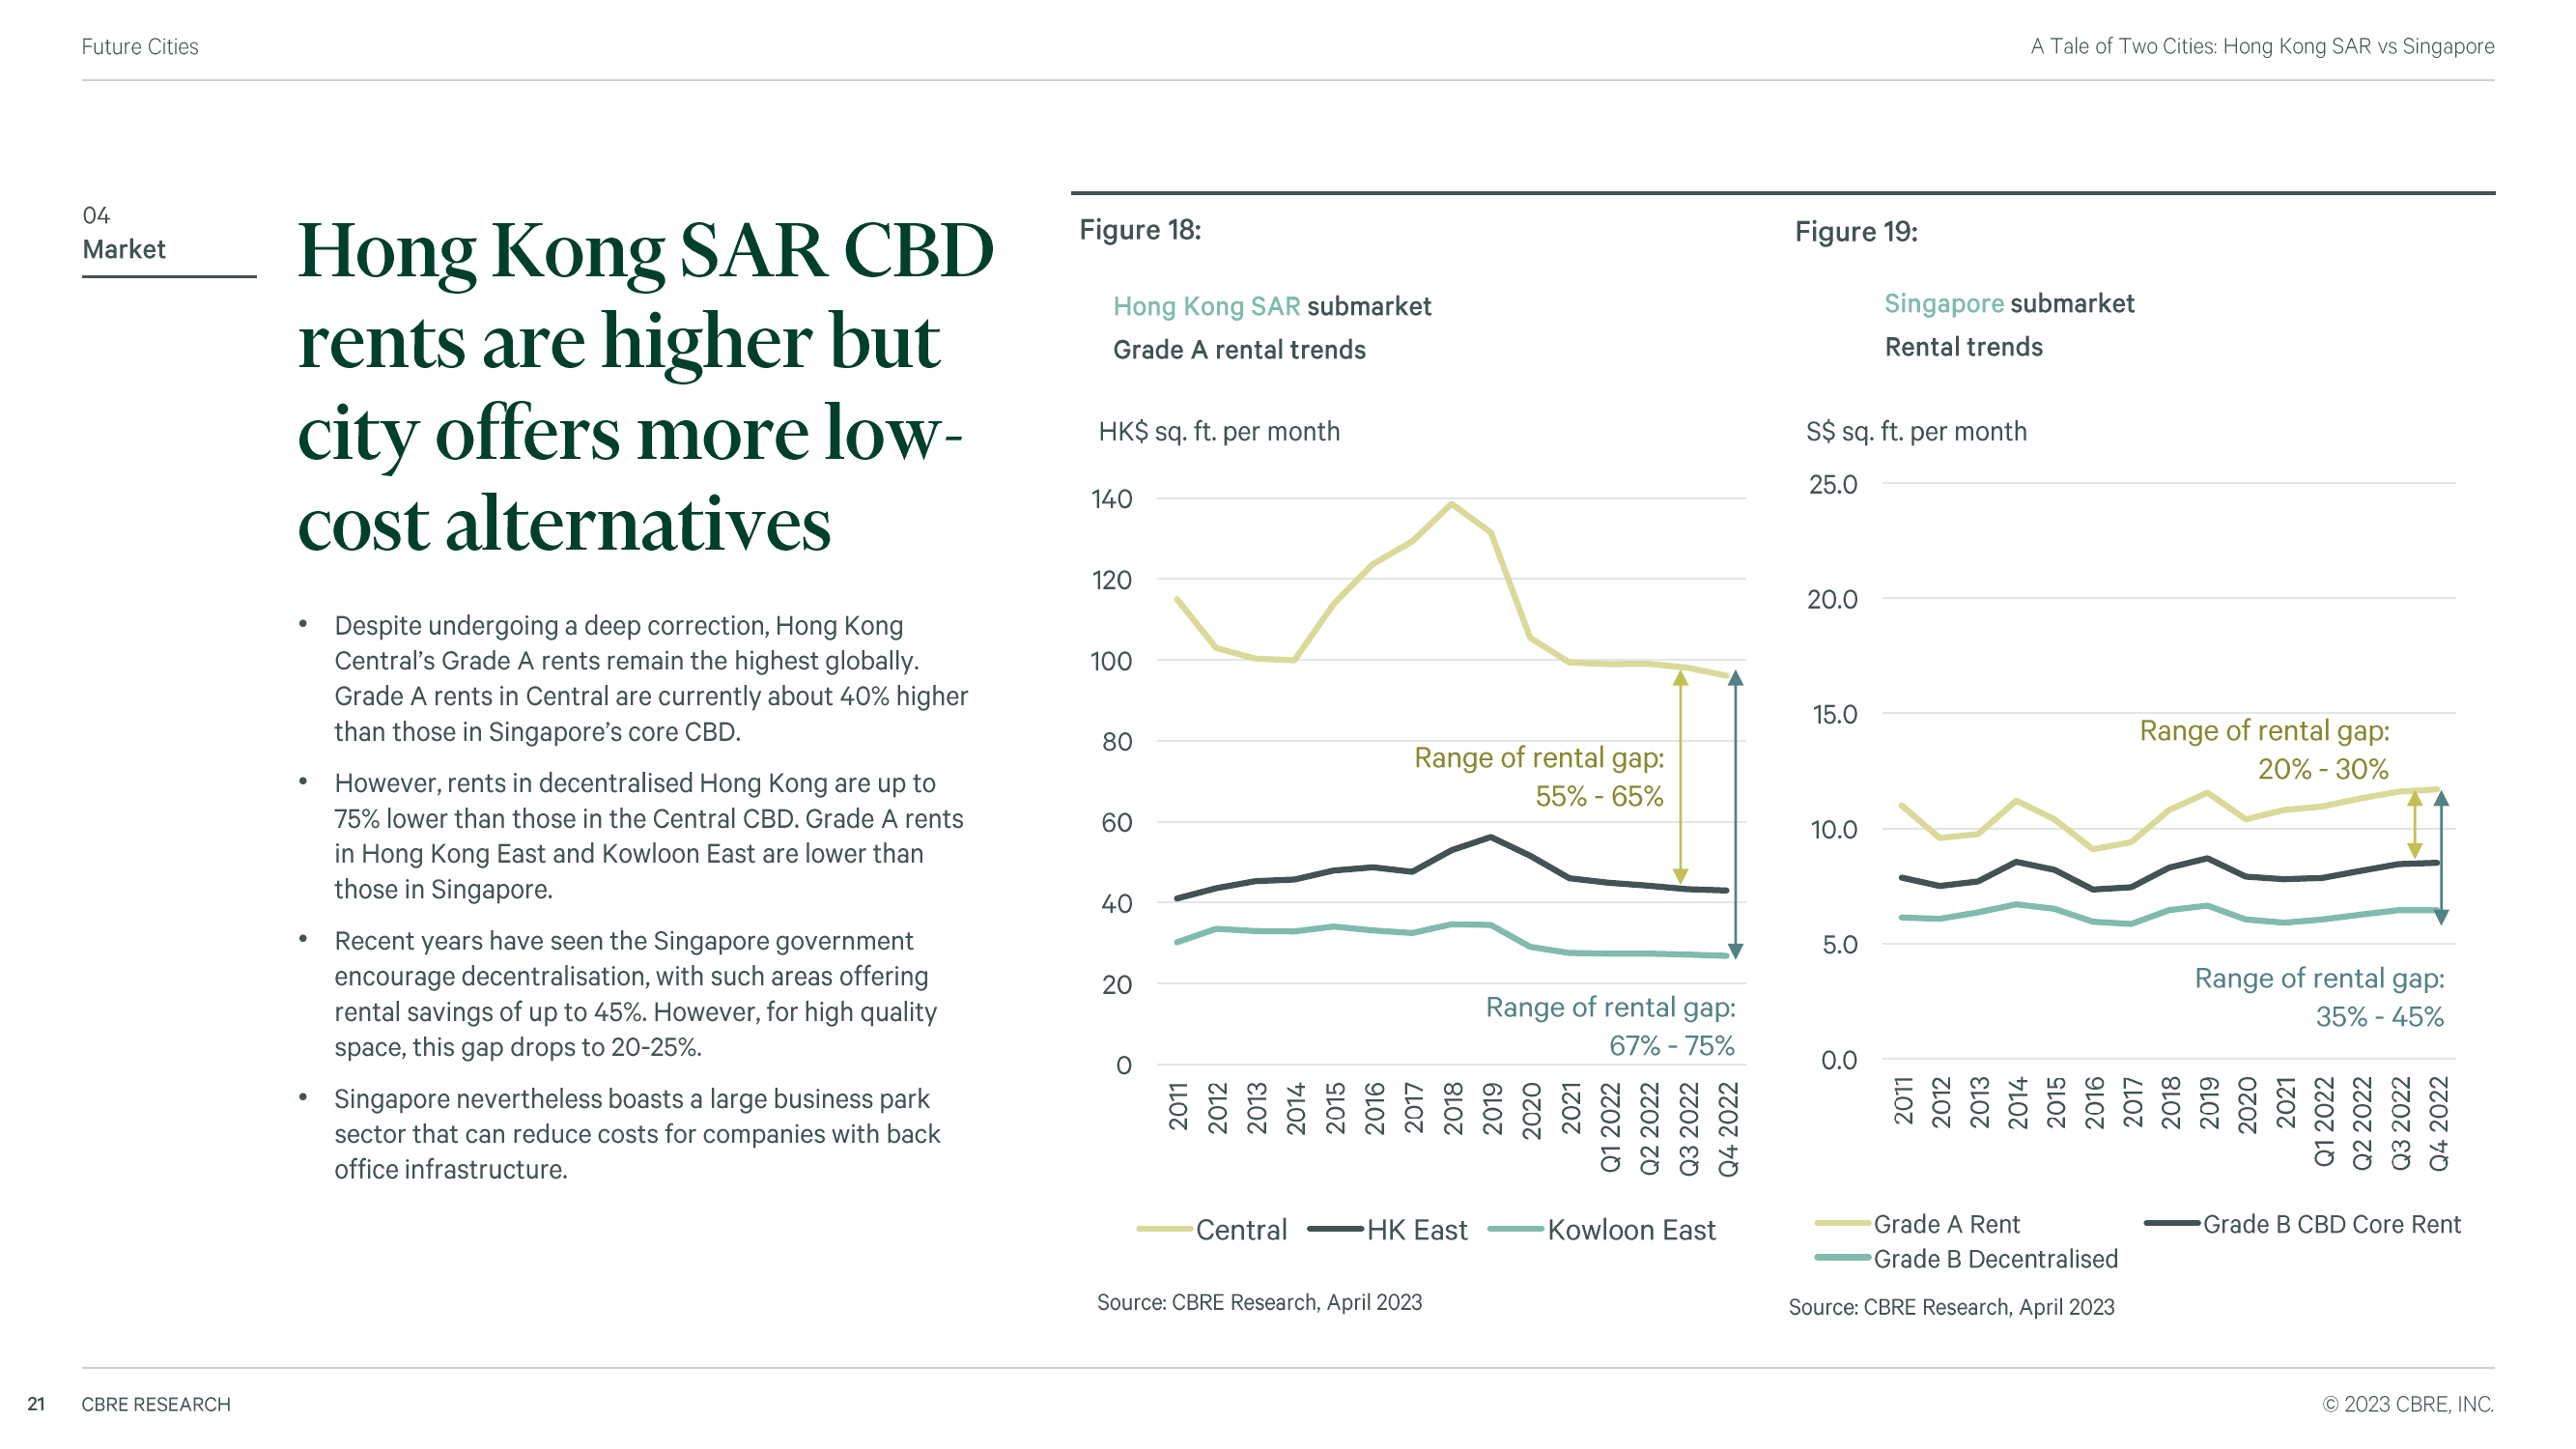 Future Cities
A Tale of Two Cities: Hong Kong SAR vs Singapore
04
Market
Hong Kong SAR CBD
rents are higher but
city offers more low-
cost alternatives
• Despite undergoing a deep correction, Hong Kong
Central’s Grade A rents remain the highest globally.
Grade A rents in Central are currently about 40% higher
than those in Singapore’s core CBD.
• However, rents in decentralised Hong Kong are up to
75% lower than those in the Central CBD. Grade A rents
in Hong Kong East and Kowloon East are lower than
those in Singapore.
• Recent years have seen the Singapore government
encourage decentralisation, with such areas offering
rental savings of up to 45%. However, for high quality
space, this gap drops to 20-25%.
• Singapore nevertheless boasts a large business park
sector that can reduce costs for companies with back
office infrastructure.
Figure 18:
Hong Kong SAR submarket
Grade A rental trends
HK$ sq. ft. per month
140
120
100
80
60
40
20
0
Range of rental gap:
55% - 65%
Range of rental gap:
67% - 75%
2011
2012
2013
2014
2015
2016
2017
2018
2019
2020
2021
Q1 2022
Q2 2022
Q3 2022
Q4 2022
Central HK East Kowloon East
Source: CBRE Research, April 2023
Figure 19:
Singapore submarket
Rental trends
S$ sq. ft. per month
25.0
20.0
15.0
10.0
5.0
0.0
Range of rental gap:
20% - 30%
Range of rental gap:
35% - 45%
2011
2012
2013
2014
2015
2016
2017
2018
2019
2020
2021
Q1 2022
Q2 2022
Q3 2022
Q4 2022
Grade A Rent Grade B CBD Core Rent
Grade B Decentralised
Source: CBRE Research, April 2023
21 CBRE RESEARCH
© 2023 CBRE, INC.